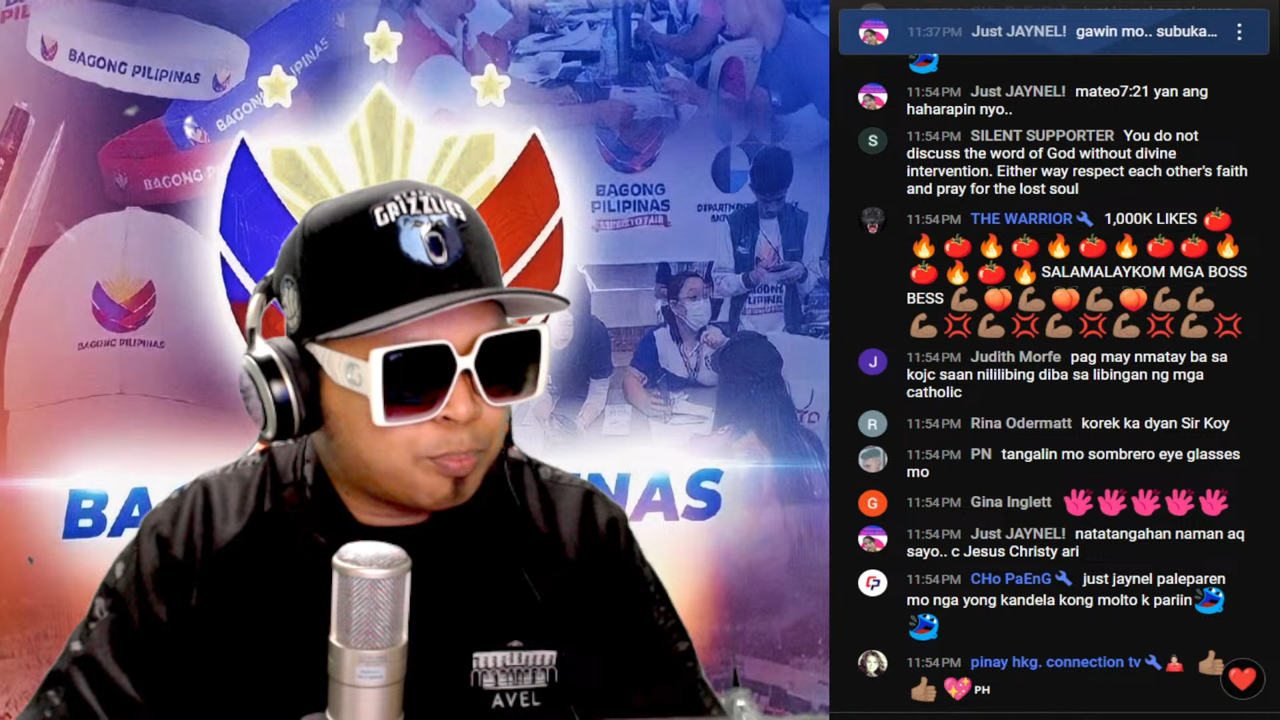 BAGONG PILIPINAS
BAGONG PILIPINAS
BAGONG PILIPINAS
GRIZZLIES
BAGONG
PILIPINAS
AVEL
11:37PM Just JAYNEL! gawin mo.. subuka...
11:54PM Just JAYNEL! mateo7:21 yan ang
haharapin nyo..
S
11:54PM SILENT SUPPORTER You do not
discuss the word of God without divine
intervention. Either way respect each other's faith
and pray for the lost soul
11:54PM THE WARRIOR🔧 1,000K LIKES 🍅
🔥🍅🔥🍅🔥🍅🔥🍅🍅🔥
🍅🔥🍅🔥 SALAMALAYKOM MGA BOSS
BESS 💪🏽🍑💪🏽🍑💪🏽🍑💪🏽💪🏽
💪🏽💢💪🏽💢💪🏽💢💪🏽💢💪🏽💢
J
11:54PM Judith Morfe pag may nmatay ba sa
kojc saan nililibing diba sa libingan ng mga
catholic
R
11:54PM Rina Odermatt korek ka dyan Sir Koy
11:54PM PN tangalin mo sombrero eye glasses
mo
G
11:54PM Gina Inglett
11:54PM Just JAYNEL! natatangahan naman aq
sayo.. c Jesus Christy ari
11:54PM CHo PaEnG🔧 just jaynel paleparen
mo nga yong kandela kong molto k pariin
11:54PM pinay hkg. connection tv🔧
👍🏽💖 PH